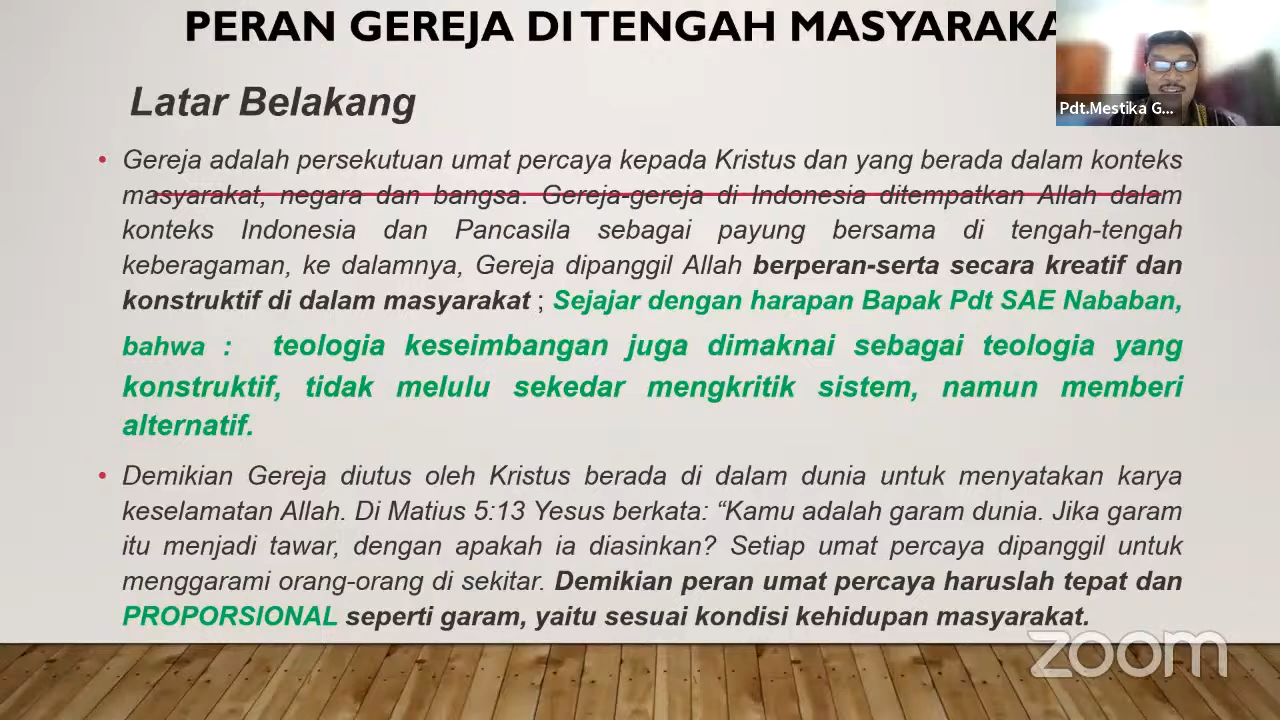 PERAN GEREJA DI TENGAH MASYARAKA
Pdt.Mestika G...
Latar Belakang
• Gereja adalah persekutuan umat percaya kepada Kristus dan yang berada dalam konteks
masyarakat, negara dan bangsa. Gereja-gereja di Indonesia ditempatkan Allah dalam
konteks Indonesia dan Pancasila sebagai payung bersama di tengah-tengah
keberagaman, ke dalamnya, Gereja dipanggil Allah berperan-serta secara kreatif dan
konstruktif di dalam masyarakat ; Sejajar dengan harapan Bapak Pdt SAE Nababan,
bahwa : teologia keseimbangan juga dimaknai sebagai teologia yang
konstruktif, tidak melulu sekedar mengkritik sistem, namun memberi
alternatif.
• Demikian Gereja diutus oleh Kristus berada di dalam dunia untuk menyatakan karya
keselamatan Allah. Di Matius 5:13 Yesus berkata: “Kamu adalah garam dunia. Jika garam
itu menjadi tawar, dengan apakah ia diasinkan? Setiap umat percaya dipanggil untuk
menggarami orang-orang di sekitar. Demikian peran umat percaya haruslah tepat dan
PROPORSIONAL seperti garam, yaitu sesuai kondisi kehidupan masyarakat.
zoom